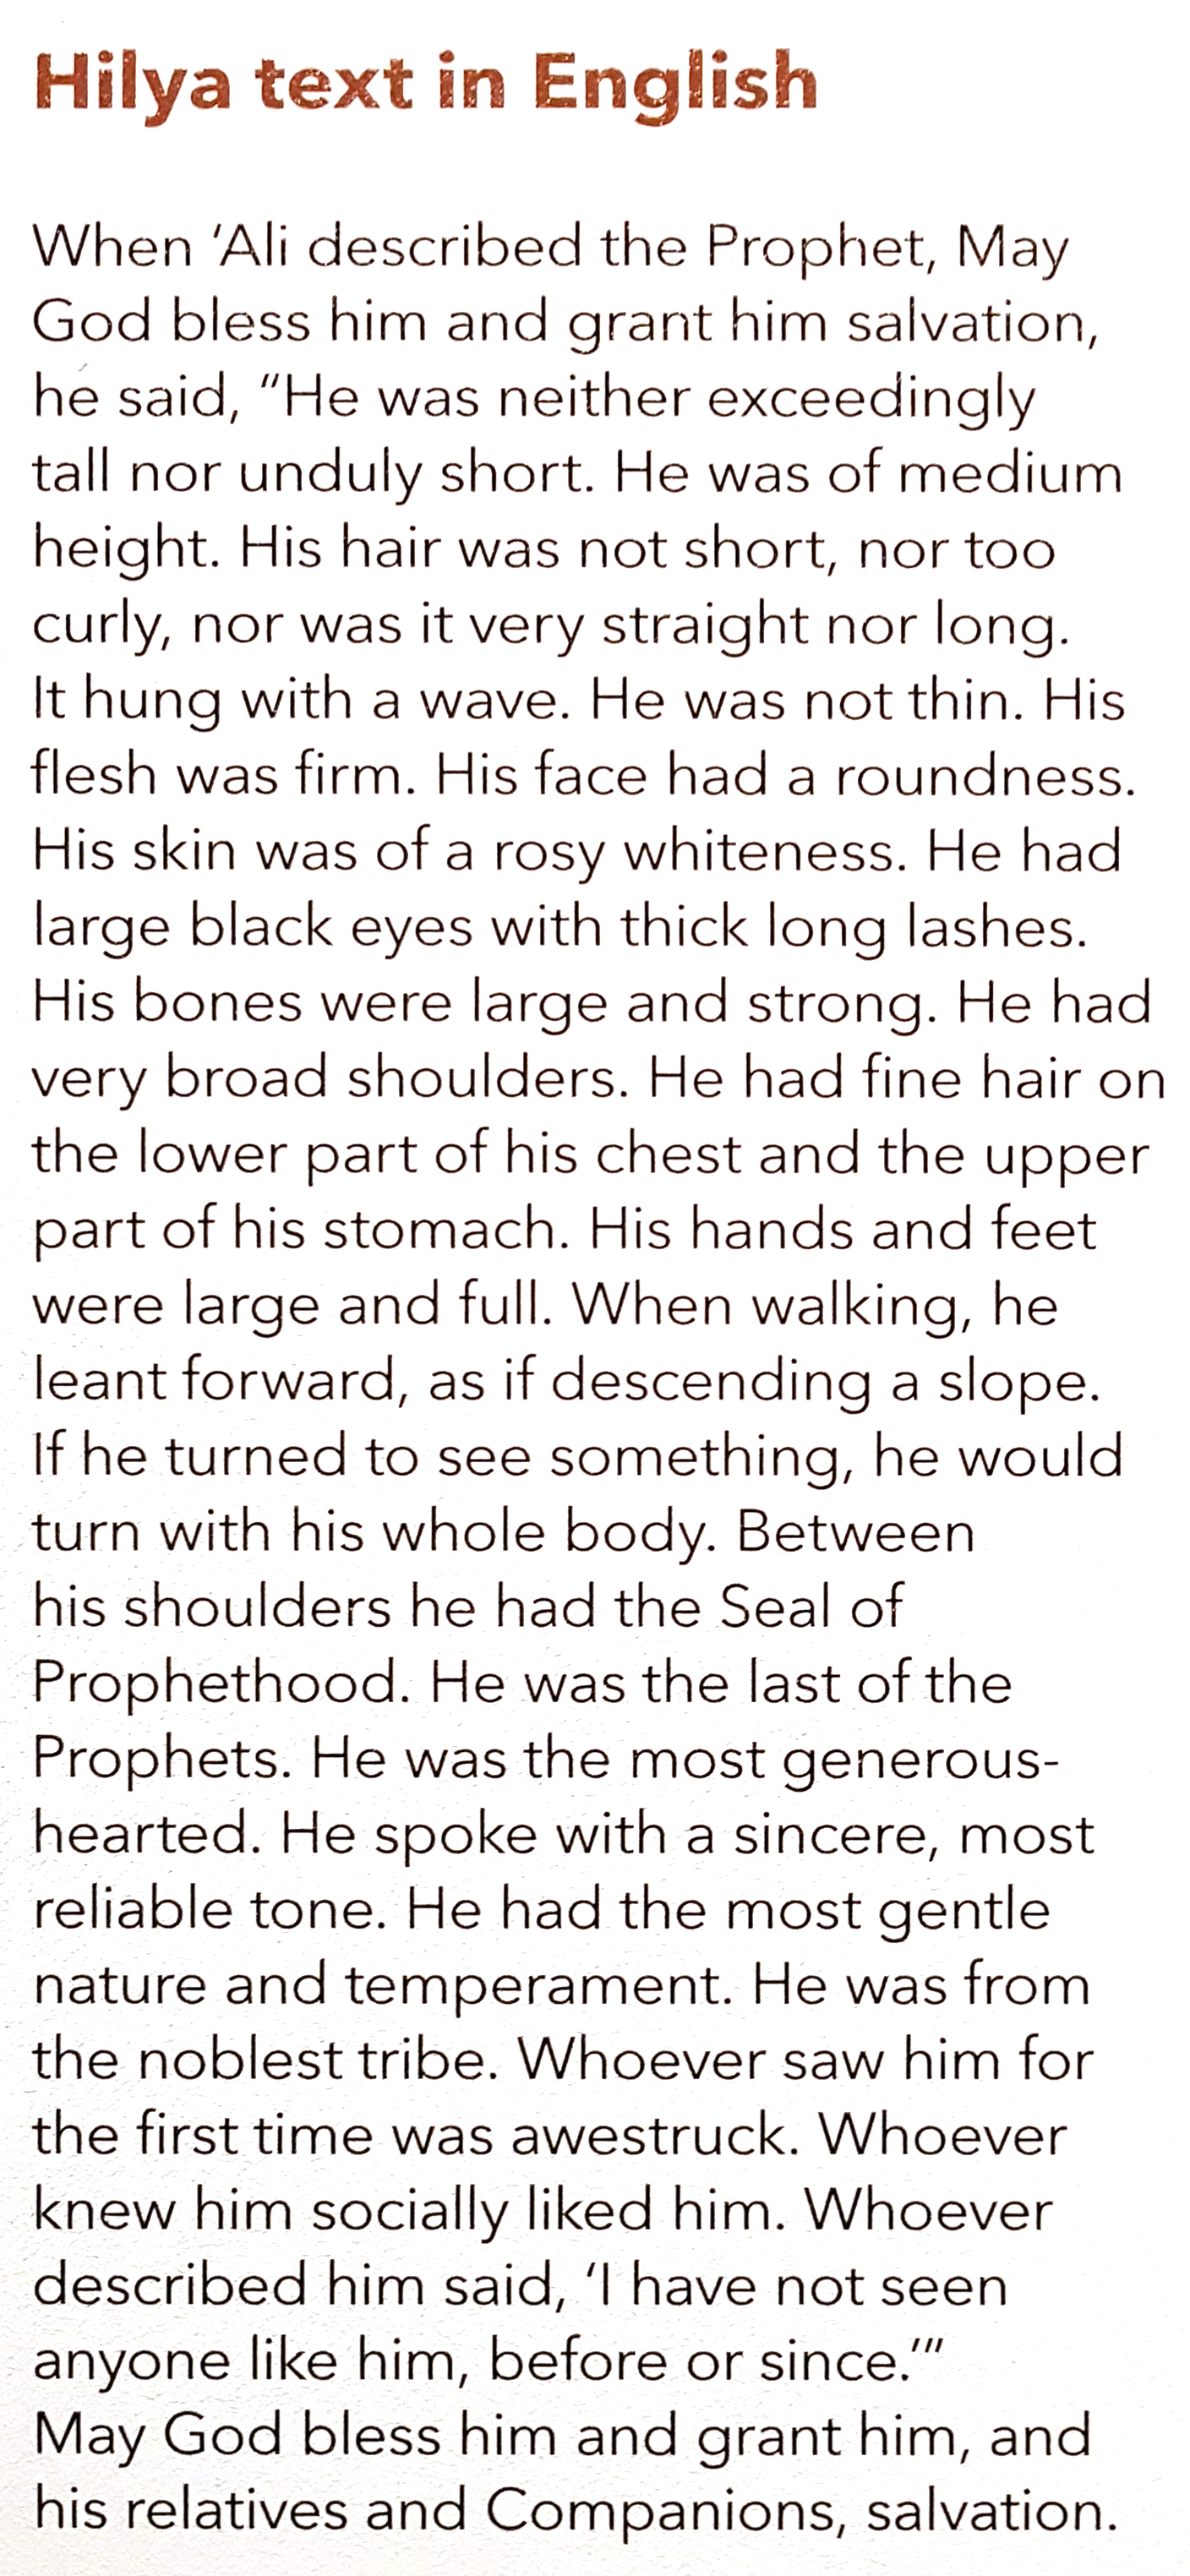 Hilya text in English
When ‘Ali described the Prophet, May
God bless him and grant him salvation,
he said, “He was neither exceedingly
tall nor unduly short. He was of medium
height. His hair was not short, nor too
curly, nor was it very straight nor long.
It hung with a wave. He was not thin. His
flesh was firm. His face had a roundness.
His skin was of a rosy whiteness. He had
large black eyes with thick long lashes.
His bones were large and strong. He had
very broad shoulders. He had fine hair on
the lower part of his chest and the upper
part of his stomach. His hands and feet
were large and full. When walking, he
leant forward, as if descending a slope.
If he turned to see something, he would
turn with his whole body. Between
his shoulders he had the Seal of
Prophethood. He was the last of the
Prophets. He was the most generous-
hearted. He spoke with a sincere, most
reliable tone. He had the most gentle
nature and temperament. He was from
the noblest tribe. Whoever saw him for
the first time was awestruck. Whoever
knew him socially liked him. Whoever
described him said, ‘I have not seen
anyone like him, before or since.’”
May God bless him and grant him, and
his relatives and Companions, salvation.